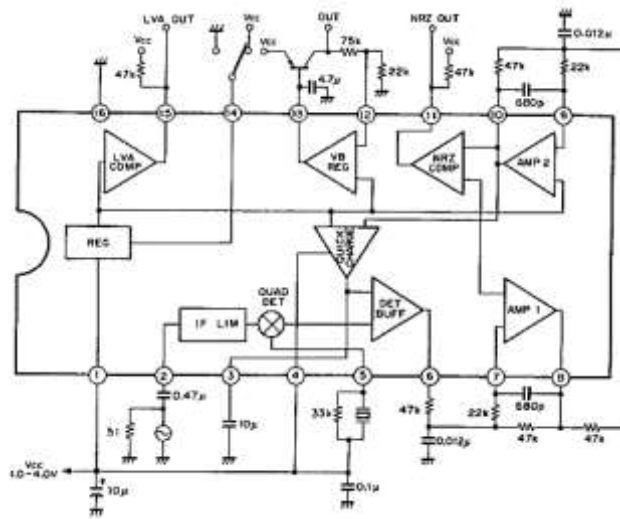 LVA OUT
OUT
NRZ OUT
Vcc
Vcc
Vcc
Vcc
0.012μ
47k
75k
22k
4.7μ
47k
47k
22k
680p
16
15
14
13
12
11
10
9
LVA COMP
VB REG
NRZ COMP
AMP 2
REG
QUICK CHARGE
QUAD DET
IF LIM
DET BUFF
AMP 1
1
2
3
4
5
6
7
8
0.47μ
51
10μ
33k
47k
0.012μ
22k
680p
47k
47k
Vcc
1.0-4.0V
10μ
0.1μ